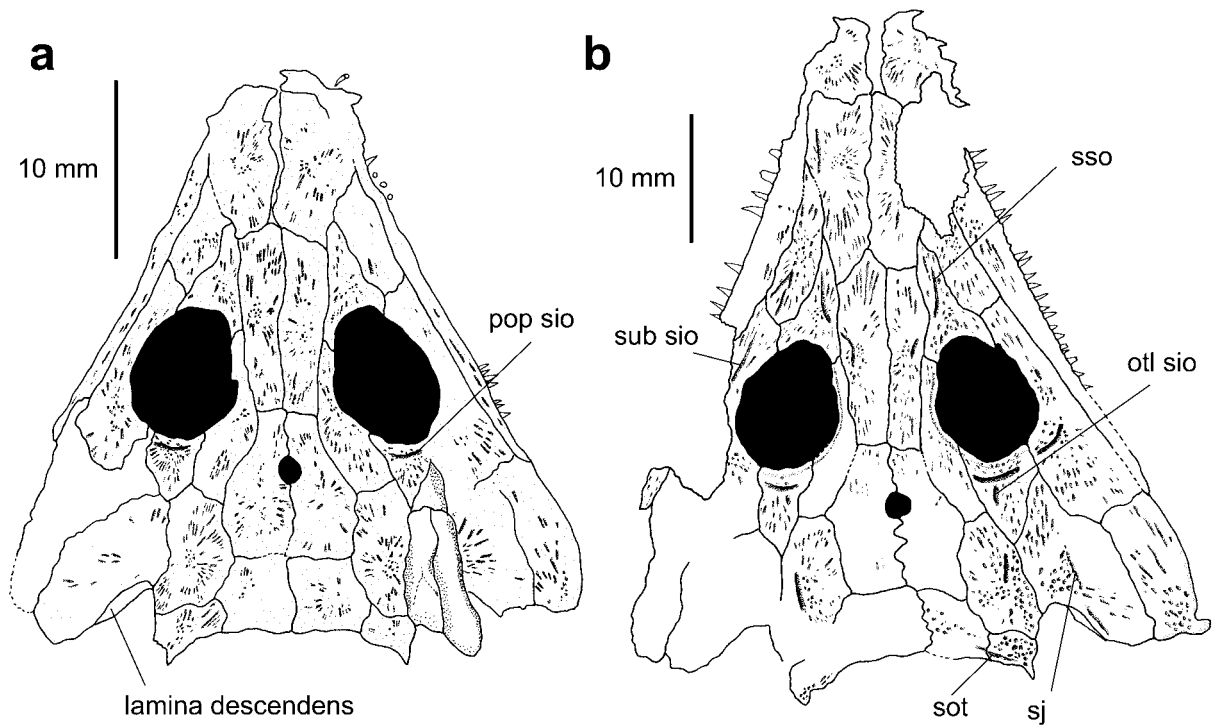 a
10 mm
pop sio
lamina descendens
b
10 mm
sso
sub sio
otl sio
sot
sj